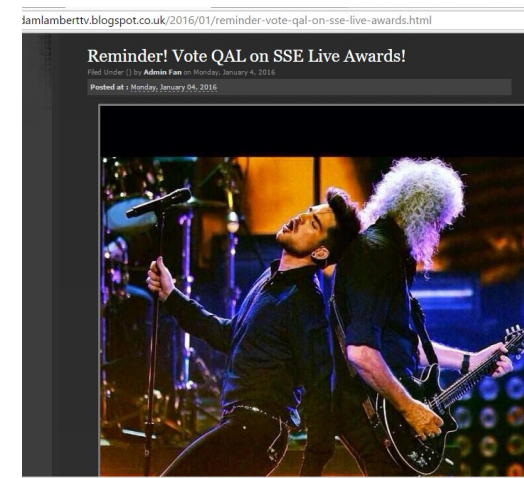 damlamberttv.blogspot.co.uk/2016/01/reminder-vote-qal-on-sse-live-awards.html
Reminder! Vote QAL on SSE Live Awards!
Filed Under () by Admin Fan on Monday, January 4, 2016
Posted at : Monday, January 04, 2016